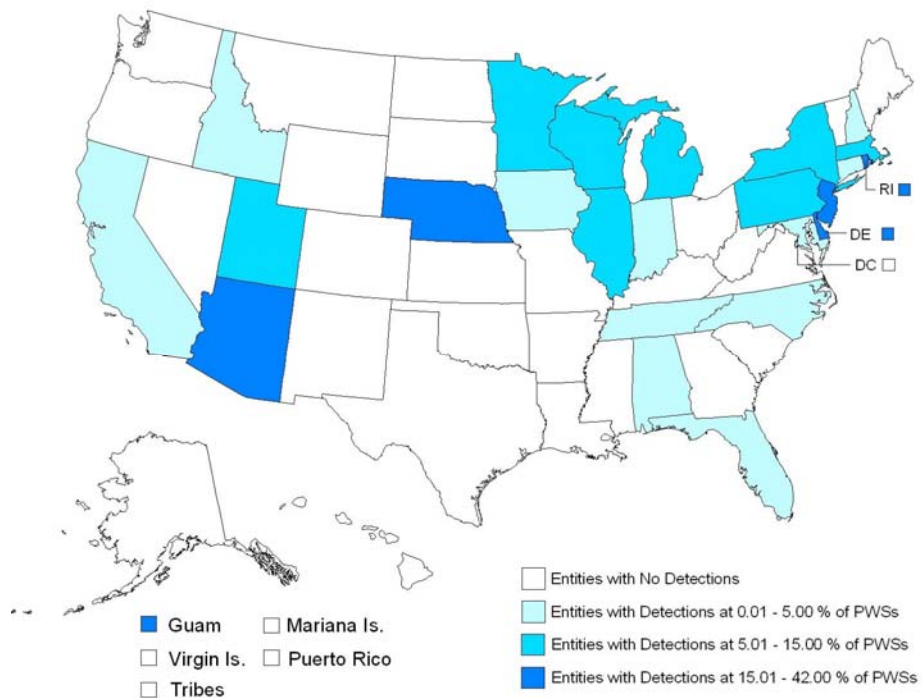 RI
DE
DC
Entities with No Detections
Entities with Detections at 0.01 - 5.00 % of PWSs
Entities with Detections at 5.01 - 15.00 % of PWSs
Entities with Detections at 15.01 - 42.00 % of PWSs
Guam
Mariana Is.
Virgin Is.
Puerto Rico
Tribes